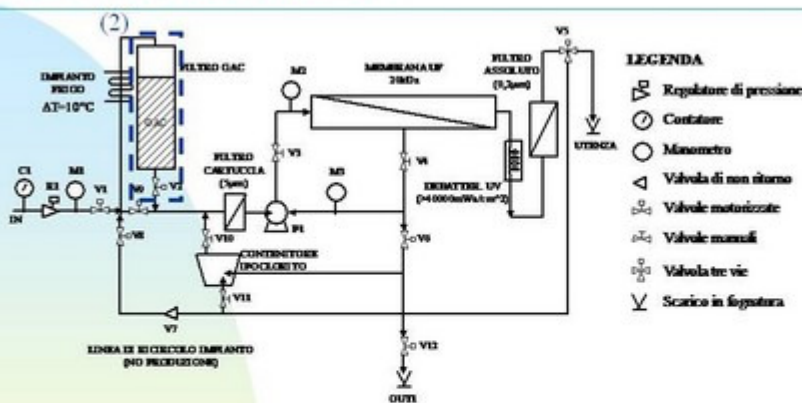 (2)
FILTRO GAC
IMPIANTO
FRIGO
ΔT=10°C
GAC
C1
R1
M1
V1
V9
V2
IN
V8
FILTRO
CARTUCCIA
(5µm)
V10
CONTENITORE
IPOCLORITO
V11
V7
LINEA DI RICIRCOLO IMPIANTO
(NO PRODUZIONE)
M2
V3
P1
M3
MEMBRANA UF
V4
V6
V12
OUT1
DEBATTER. UV
FILTRO
ASSOLUTO
(0,2µm)
V5
UTENZA
LEGENDA
Regolatore di pressione
Contatore
Manometro
Valvola di non ritorno
Valvole motorizzate
Valvole manuali
Valvola tre vie
Scarico in fognatura